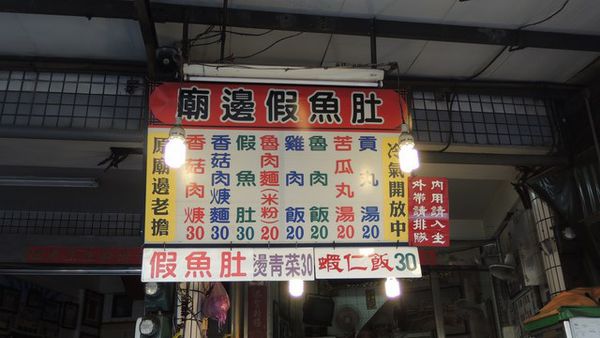 廟邊假魚肚
原廟邊老擔
香菇肉焿30
香菇肉焿麵30
假魚肚30
魯肉麵(米粉)20
雞肉飯20
魯肉飯20
苦瓜丸湯20
貢丸湯20
冷氣開放中
內用請入坐
外帶請排隊
假魚肚
燙青菜30
蝦仁飯30